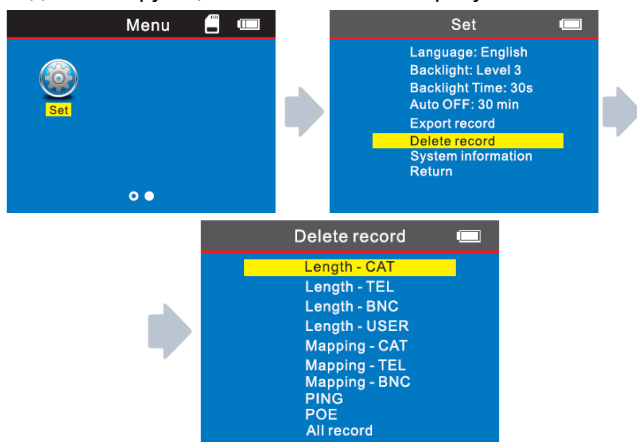 Menu
Set
Set
Language: English
Backlight: Level 3
Backlight Time: 30s
Auto OFF: 30 min
Export record
Delete record
System information
Return
Delete record
Length - CAT
Length - TEL
Length - BNC
Length - USER
Mapping - CAT
Mapping - TEL
Mapping - BNC
PING
POE
All record